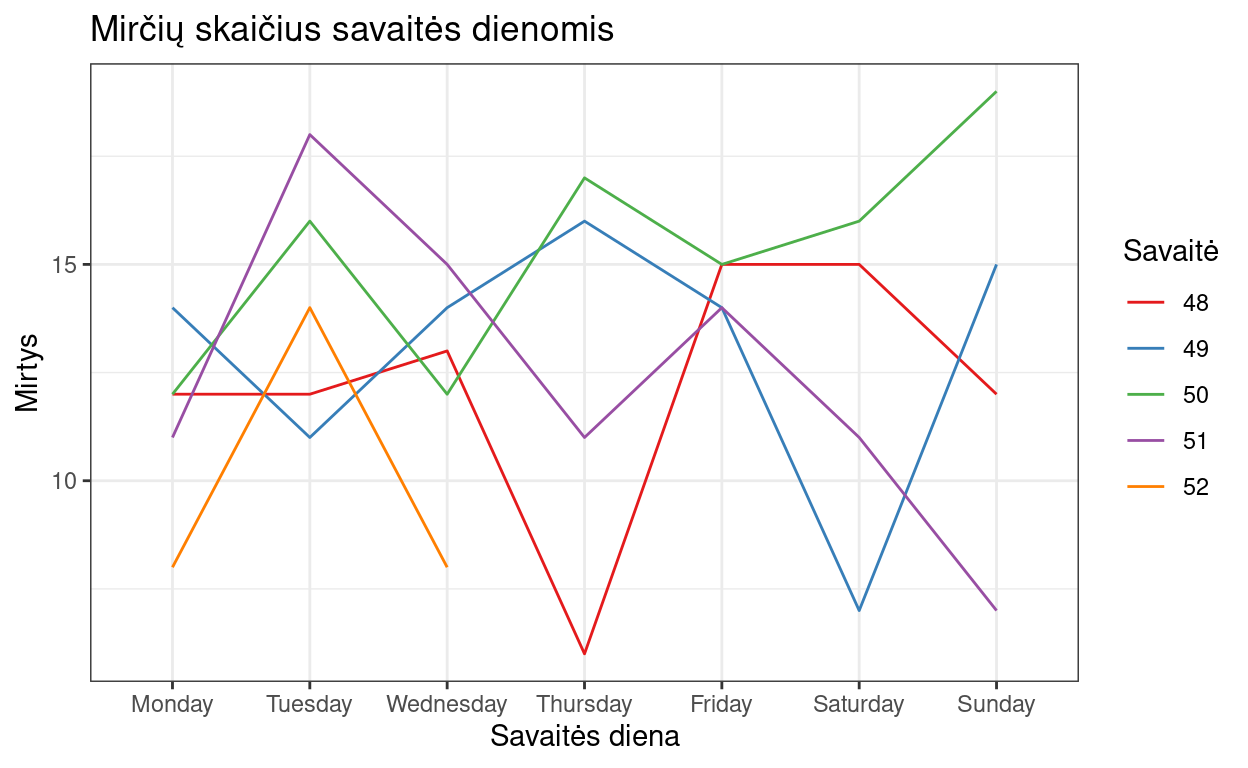 Mirčių skaičius savaitės dienomis
Mirtys
15
10
Monday Tuesday Wednesday Thursday Friday Saturday Sunday
Savaitės diena
Savaitė
48
49
50
51
52